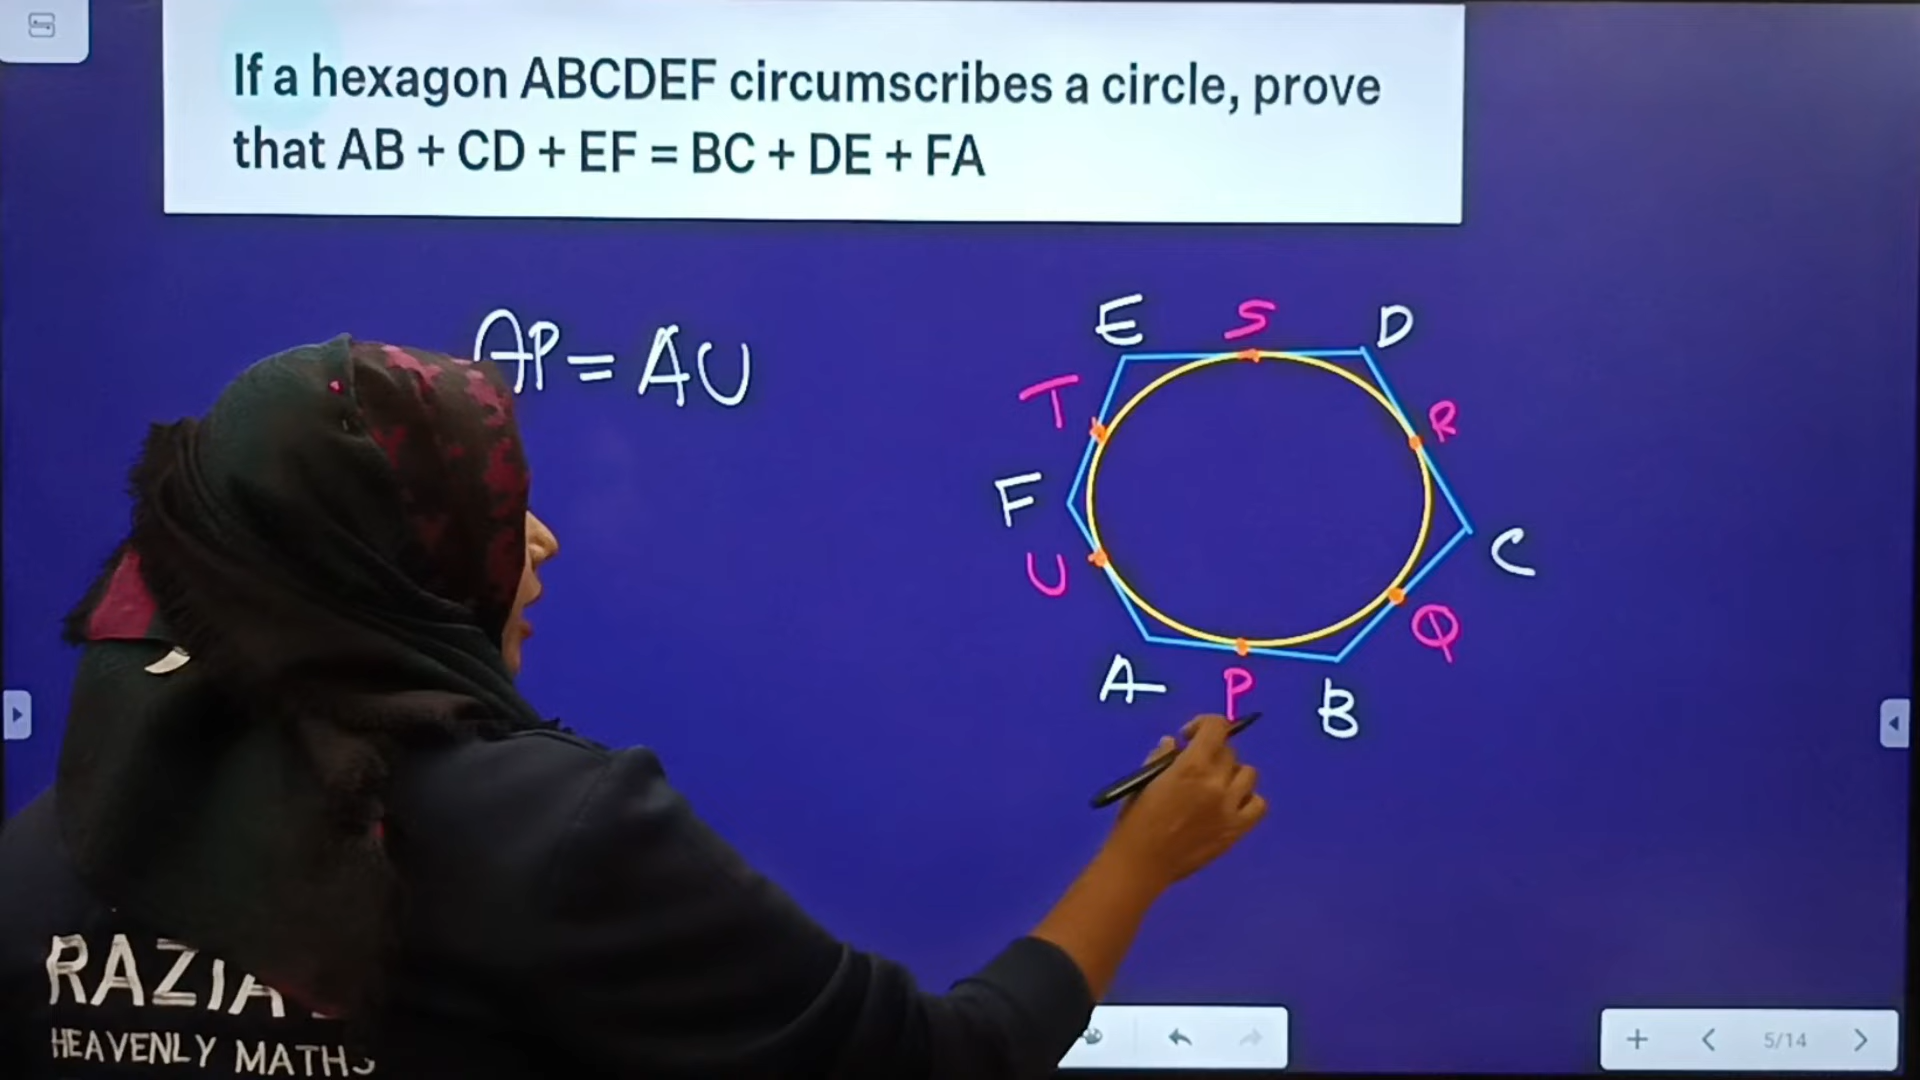 If a hexagon ABCDEF circumscribes a circle, prove
that AB + CD + EF = BC + DE + FA
AP = AU
E S D
T R
F
C
U
Q
A P B
RAZIA
HEAVENLY MATHS
5/14